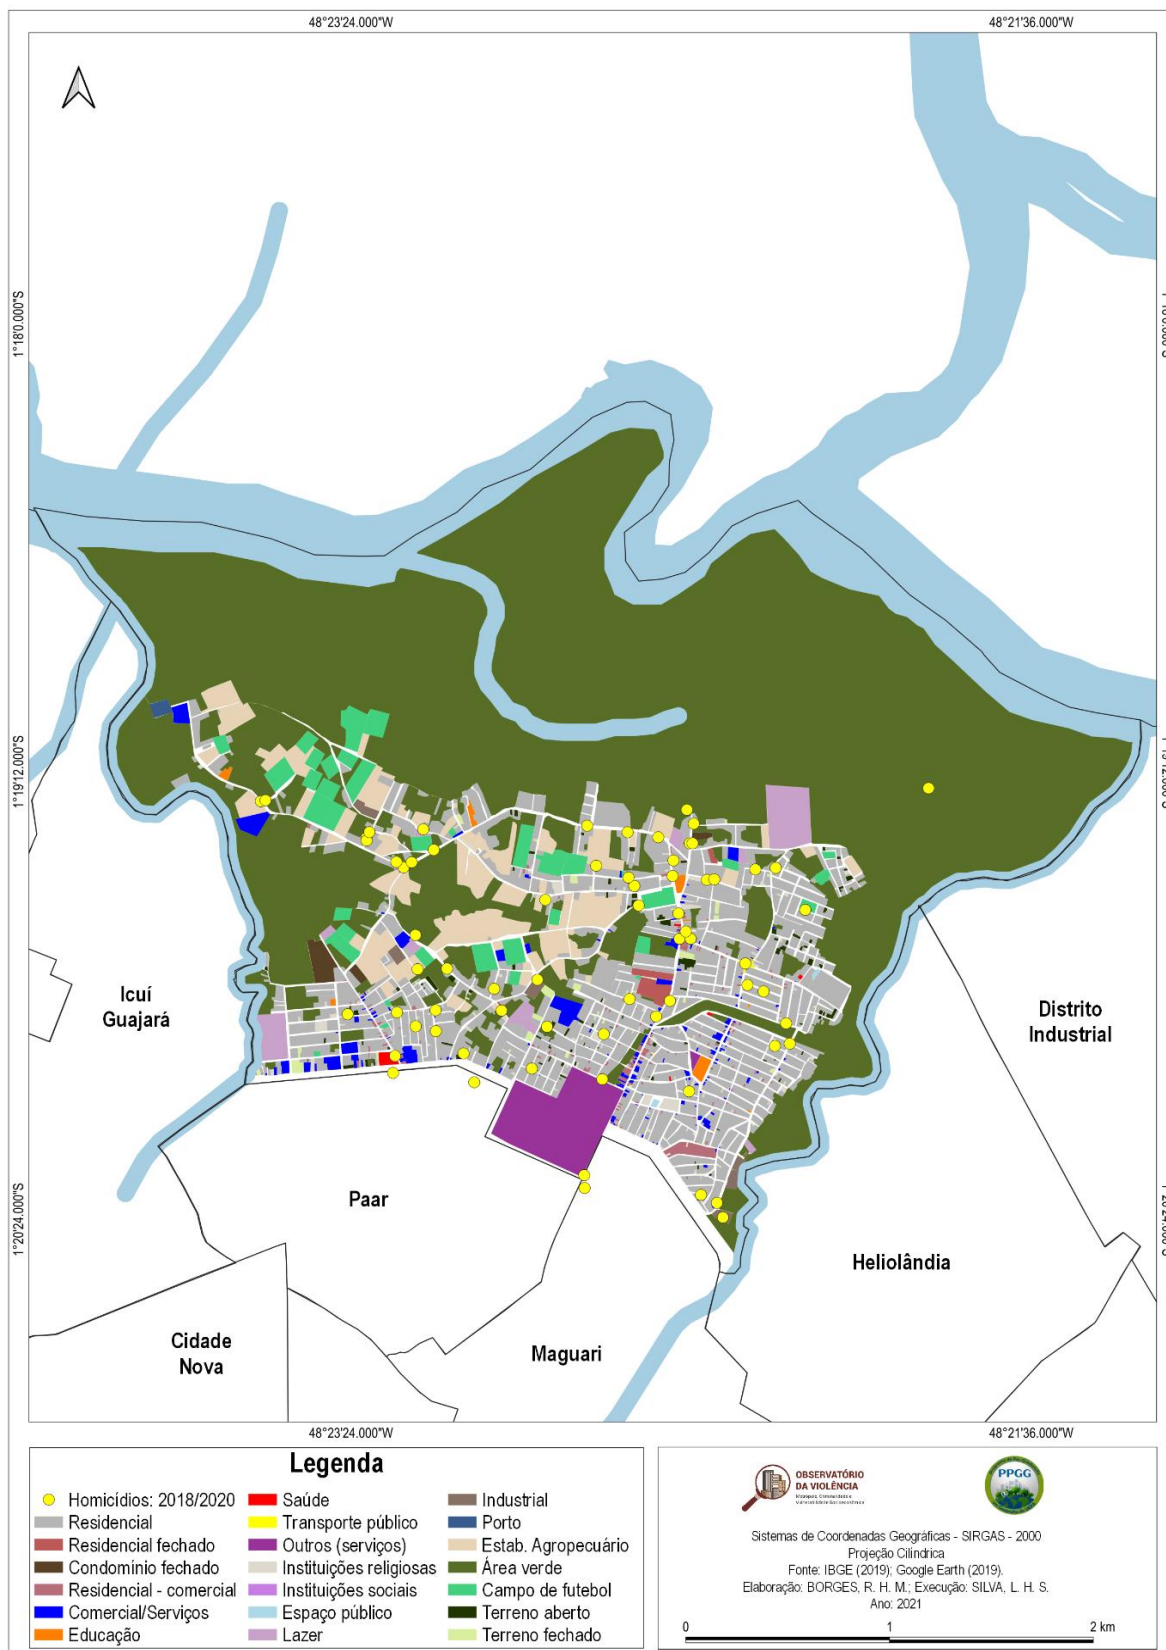 48°23'24.000"W
48°21'36.000"W
1°18'0.000"S
1°19'12.000"S
1°20'24.000"S
Icuí
Guajará
Distrito
Industrial
Paar
Heliolândia
Cidade
Nova
Maguari
48°23'24.000"W
48°21'36.000"W
Legenda
Homicídios: 2018/2020
Residencial
Residencial fechado
Condomínio fechado
Residencial - comercial
Comercial/Serviços
Educação
Saúde
Transporte público
Outros (serviços)
Instituições religiosas
Instituições sociais
Espaço público
Lazer
Industrial
Porto
Estab. Agropecuário
Área verde
Campo de futebol
Terreno aberto
Terreno fechado
OBSERVATÓRIO
DA VIOLÊNCIA
PPGG
Sistemas de Coordenadas Geográficas - SIRGAS - 2000
Projeção Cilíndrica
Fonte: IBGE (2019); Google Earth (2019).
Elaboração: BORGES, R. H. M.; Execução: SILVA, L. H. S.
Ano: 2021
0 1 2 km